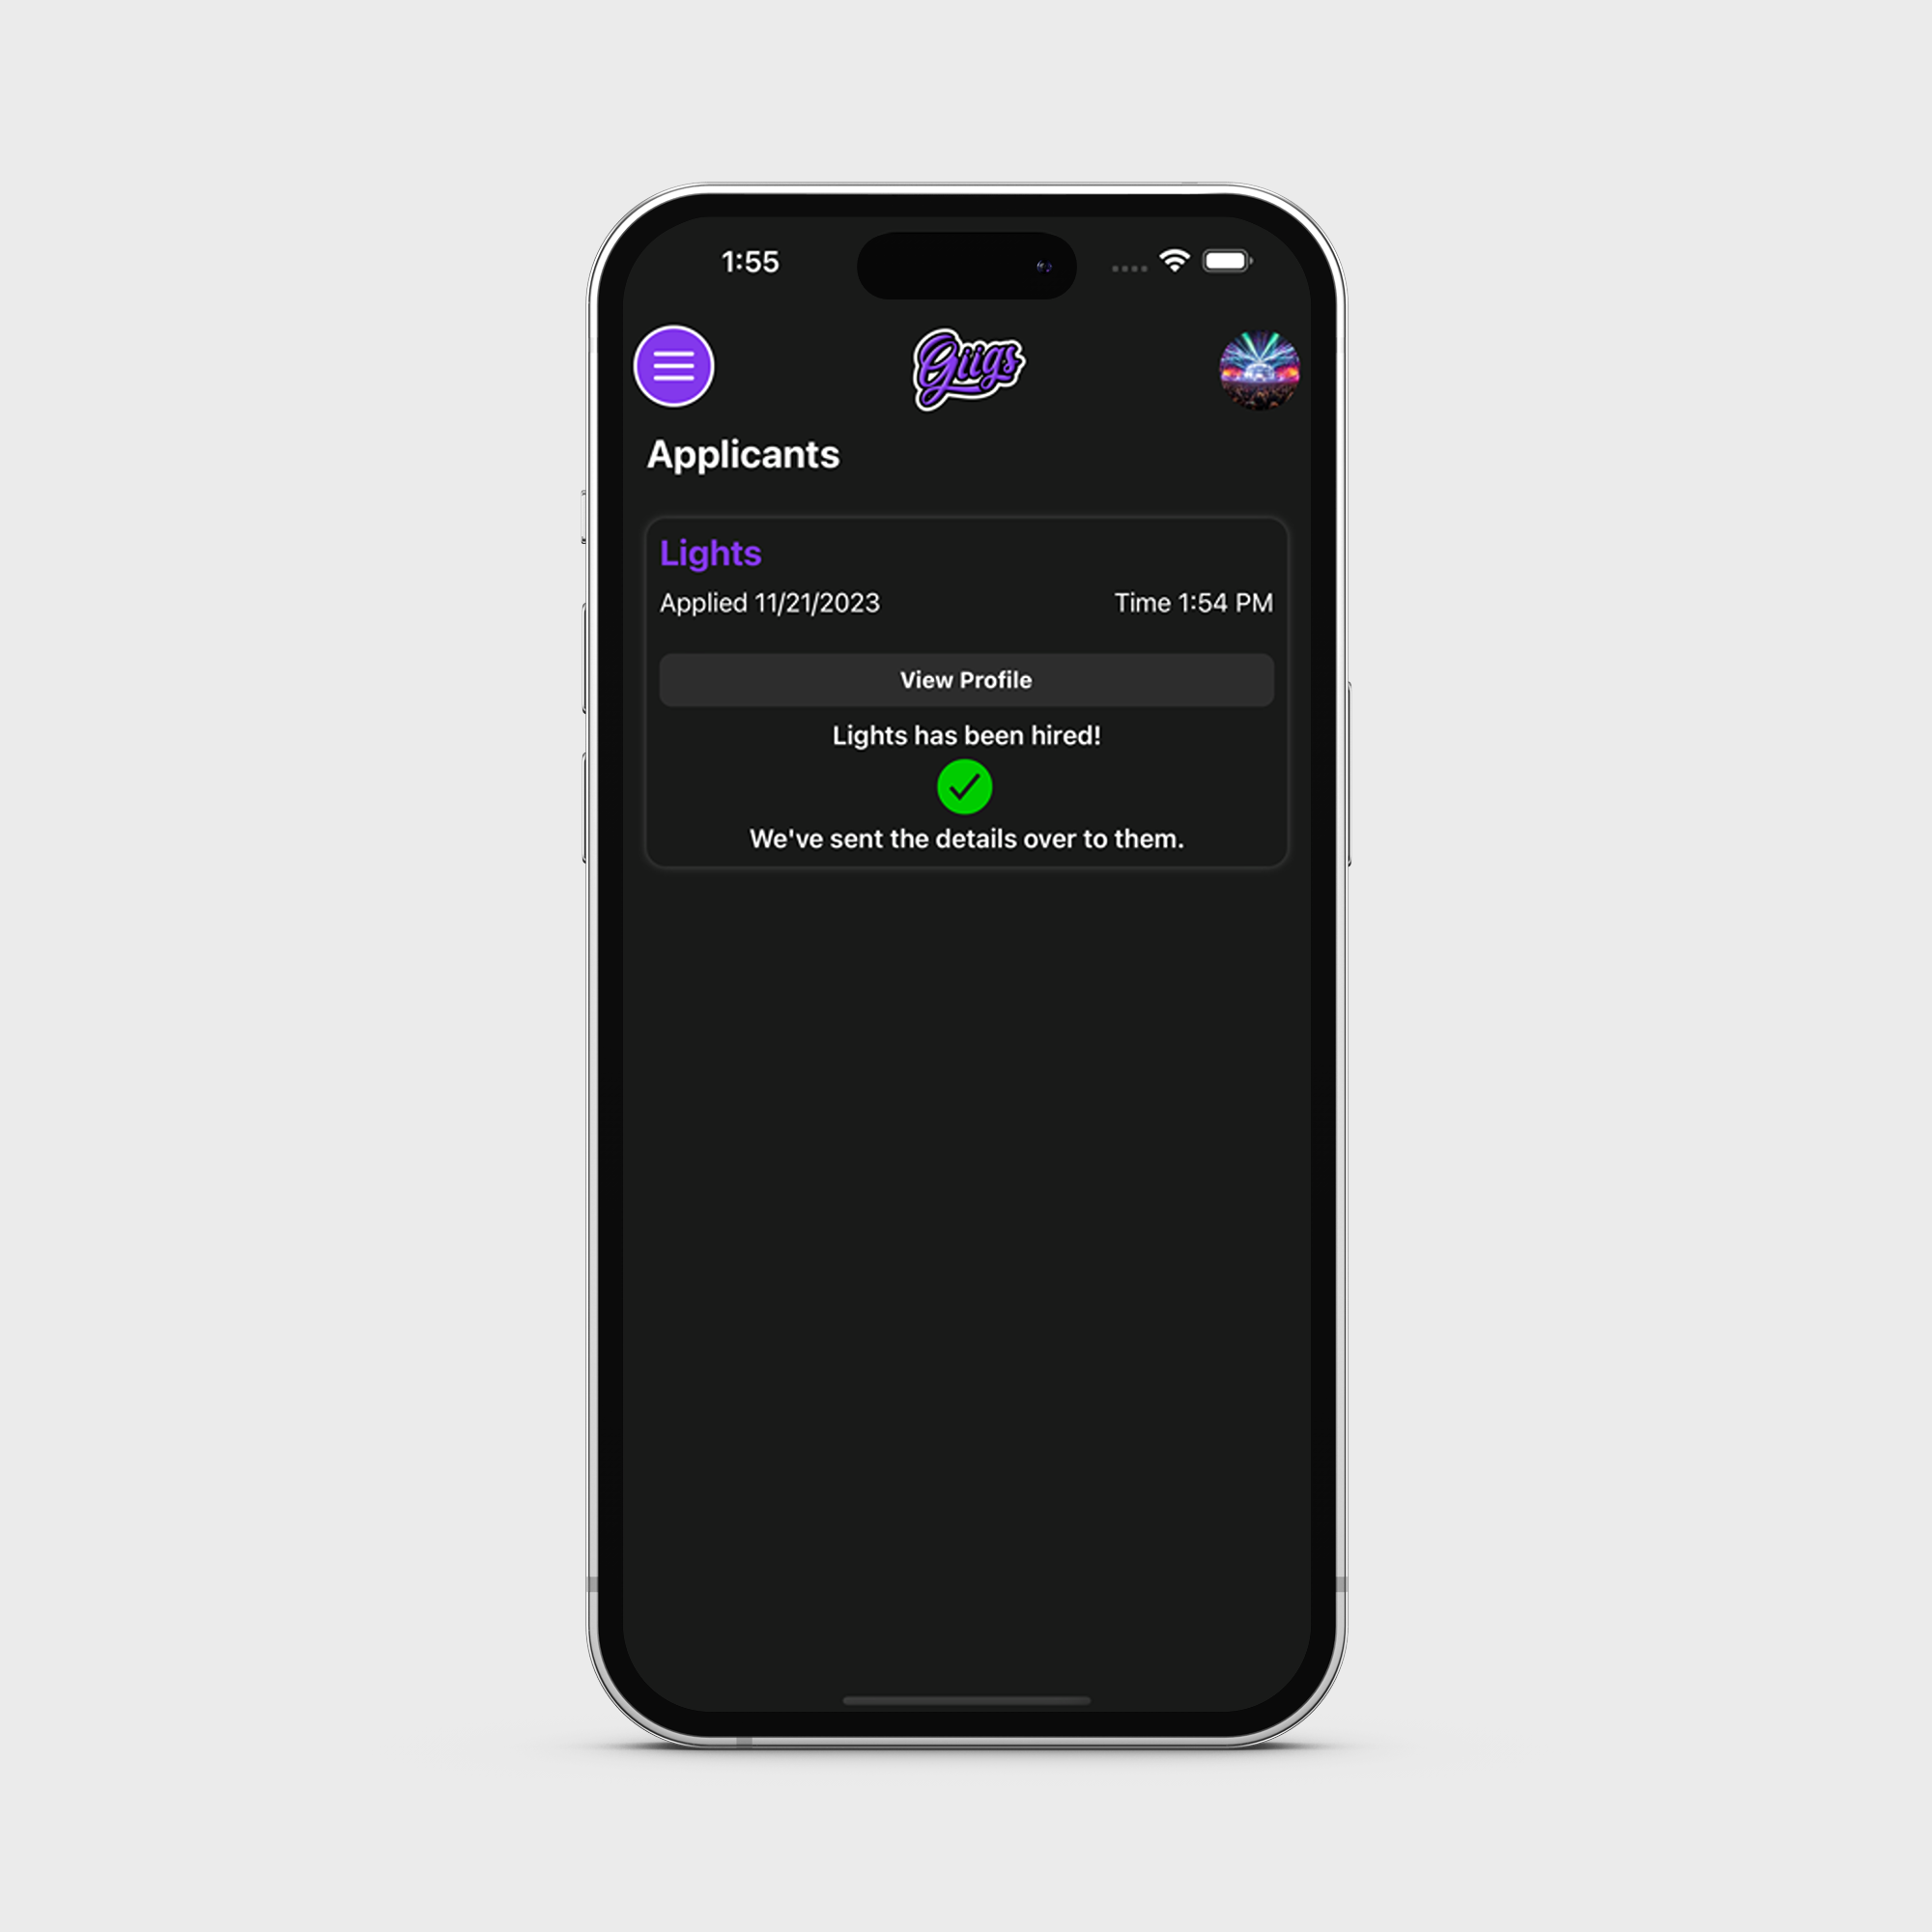 1:55
Giigs
Applicants
Lights
Applied 11/21/2023 Time 1:54 PM
View Profile
Lights has been hired!
We've sent the details over to them.